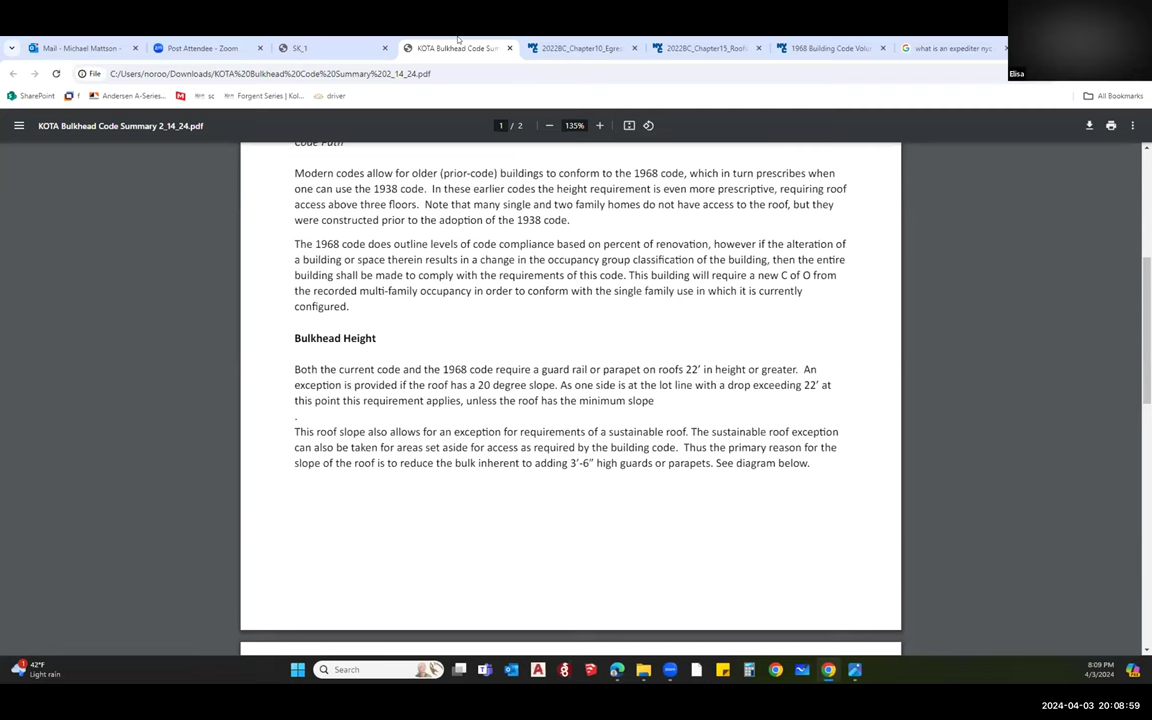 Mail - Michael Mattson -
Post Attendee - Zoom
SK_1
KOTA Bulkhead Code Sum
2022BC_Chapter10_Egre
2022BC_Chapter15_Roof
1968 Building Code Volu
what is an expediter nyc
Elisa
File
C:/Users/noroo/Downloads/KOTA%20Bulkhead%20Code%20Summary%202_14_24.pdf
SharePoint
f
Andersen A-Series...
sc
Forgent Series | Kol...
driver
All Bookmarks
KOTA Bulkhead Code Summary 2_14_24.pdf
1 / 2
135%
Code Path
Modern codes allow for older (prior-code) buildings to conform to the 1968 code, which in turn prescribes when
one can use the 1938 code. In these earlier codes the height requirement is even more prescriptive, requiring roof
access above three floors. Note that many single and two family homes do not have access to the roof, but they
were constructed prior to the adoption of the 1938 code.
The 1968 code does outline levels of code compliance based on percent of renovation, however if the alteration of
a building or space therein results in a change in the occupancy group classification of the building, then the entire
building shall be made to comply with the requirements of this code. This building will require a new C of O from
the recorded multi-family occupancy in order to conform with the single family use in which it is currently
configured.
Bulkhead Height
Both the current code and the 1968 code require a guard rail or parapet on roofs 22’ in height or greater. An
exception is provided if the roof has a 20 degree slope. As one side is at the lot line with a drop exceeding 22’ at
this point this requirement applies, unless the roof has the minimum slope
.
This roof slope also allows for an exception for requirements of a sustainable roof. The sustainable roof exception
can also be taken for areas set aside for access as required by the building code. Thus the primary reason for the
slope of the roof is to reduce the bulk inherent to adding 3’-6” high guards or parapets. See diagram below.
1
42°F
Light rain
Search
8:09 PM
4/3/2024
2024-04-03 20:08:59